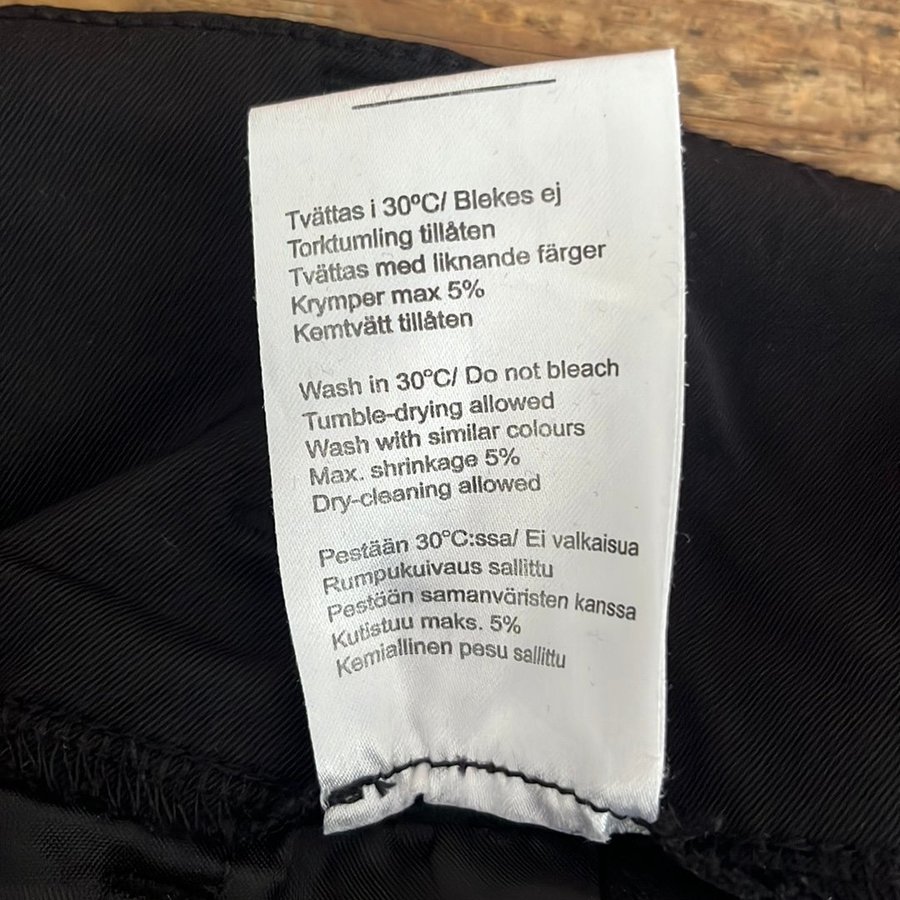 Tvättas i 30°C/ Blekes ej
Torktumling tillåten
Tvättas med liknande färger
Krymper max 5%
Kemtvätt tillåten
Wash in 30°C/ Do not bleach
Tumble-drying allowed
Wash with similar colours
Max. shrinkage 5%
Dry-cleaning allowed
Pestään 30°C:ssa/ Ei valkaisua
Rumpukuivaus sallittu
Pestään samanväristen kanssa
Kutistuu maks. 5%
Kemiallinen pesu sallittu